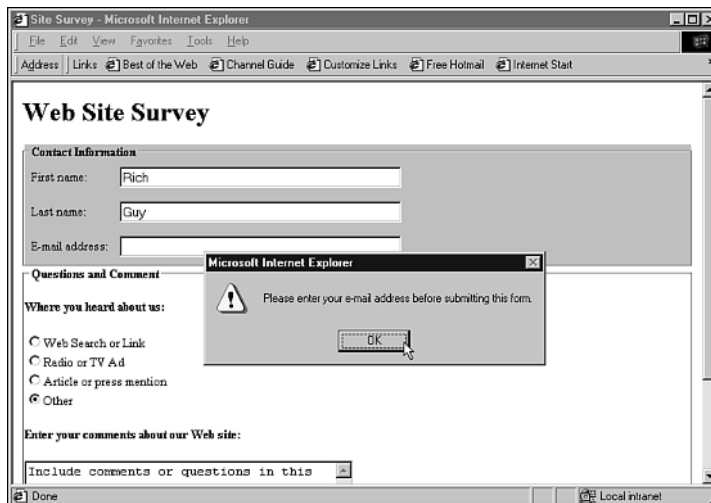 Site Survey - Microsoft Internet Explorer
File Edit View Favorites Tools Help
Address Links Best of the Web Channel Guide Customize Links Free Hotmail Internet Start
Web Site Survey
Contact Information
First name: Rich
Last name: Guy
E-mail address:
Microsoft Internet Explorer
Please enter your e-mail address before submitting this form.
OK
Questions and Comment
Where you heard about us:
Web Search or Link
Radio or TV Ad
Article or press mention
Other
Enter your comments about our Web site:
Include comments or questions in this
Done Local intranet